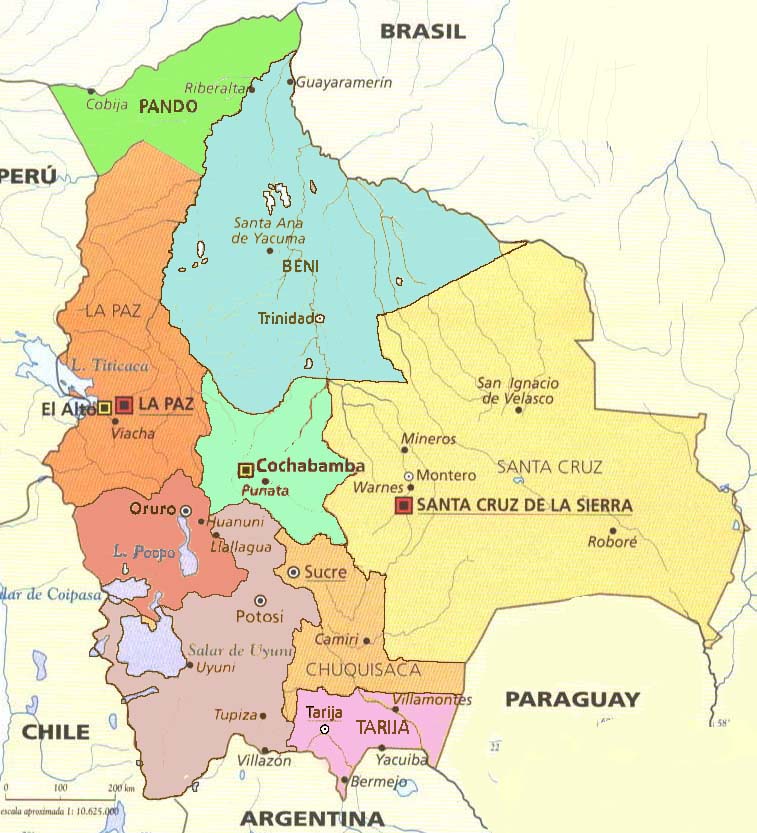 BRASIL
Riberalta
Guayaramerín
Cobija
PANDO
PERÚ
Santa Ana
de Yacuma
BENI
LA PAZ
Trinidad
L. Titicaca
San Ignacio
de Velasco
El Alto
LA PAZ
Viacha
Mineros
Cochabamba
SANTA CRUZ
Montero
Punata
Warnes
SANTA CRUZ DE LA SIERRA
Oruro
Huanuni
Llallagua
Roboré
L. Poopo
Sucre
lar de Coipasa
Potosí
Camiri
Salar de Uyuni
Uyuni
CHUQUISACA
Villamontes
PARAGUAY
Tarija
Tupiza
TARIJA
58°
CHILE
22
Villazón
Yacuiba
Bermejo
0 100 200 km
escala aproximada 1: 10.625.000
ARGENTINA